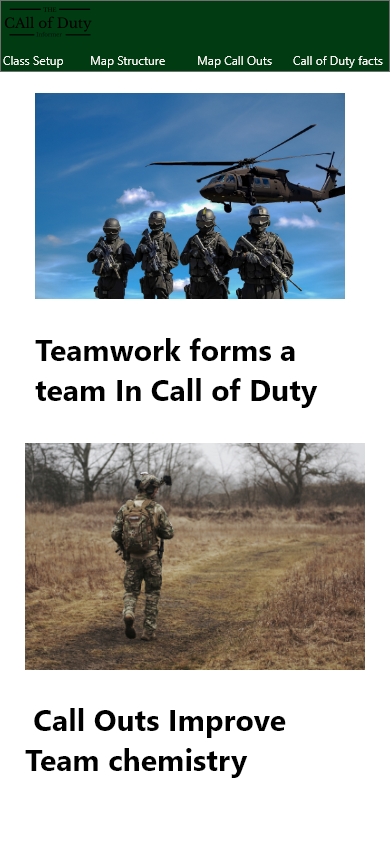 THE
CAll of Duty
Class Setup Map Structure Map Call Outs Call of Duty facts
Teamwork forms a
team In Call of Duty
Call Outs Improve
Team chemistry